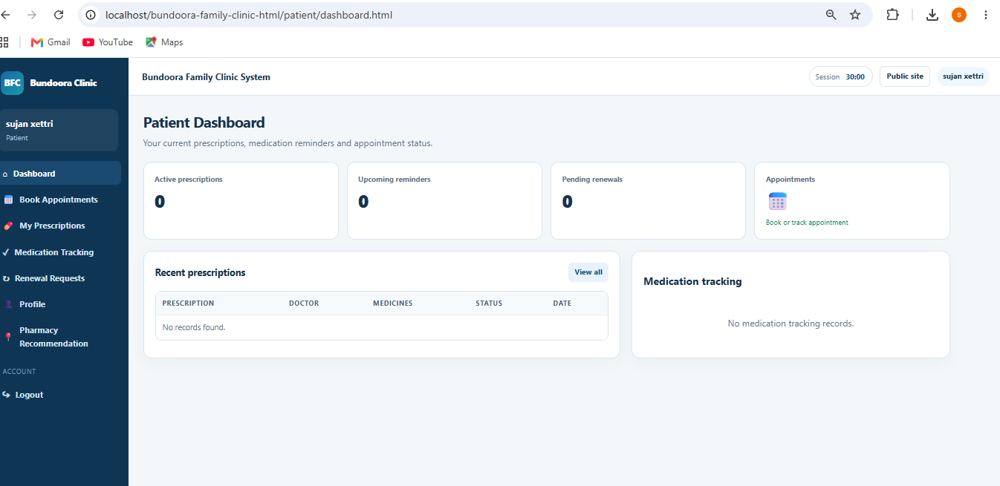 localhost/bundoora-family-clinic-html/patient/dashboard.html
S
Gmail
YouTube
Maps
BFC
Bundoora Clinic
Bundoora Family Clinic System
Session 30:00
Public site
sujan xettri
sujan xettri
Patient
Dashboard
Book Appointments
My Prescriptions
Medication Tracking
Renewal Requests
Profile
Pharmacy
Recommendation
ACCOUNT
Logout
Patient Dashboard
Your current prescriptions, medication reminders and appointment status.
Active prescriptions
0
Upcoming reminders
0
Pending renewals
0
Appointments
Book or track appointment
Recent prescriptions
View all
PRESCRIPTION DOCTOR MEDICINES STATUS DATE
No records found.
Medication tracking
No medication tracking records.